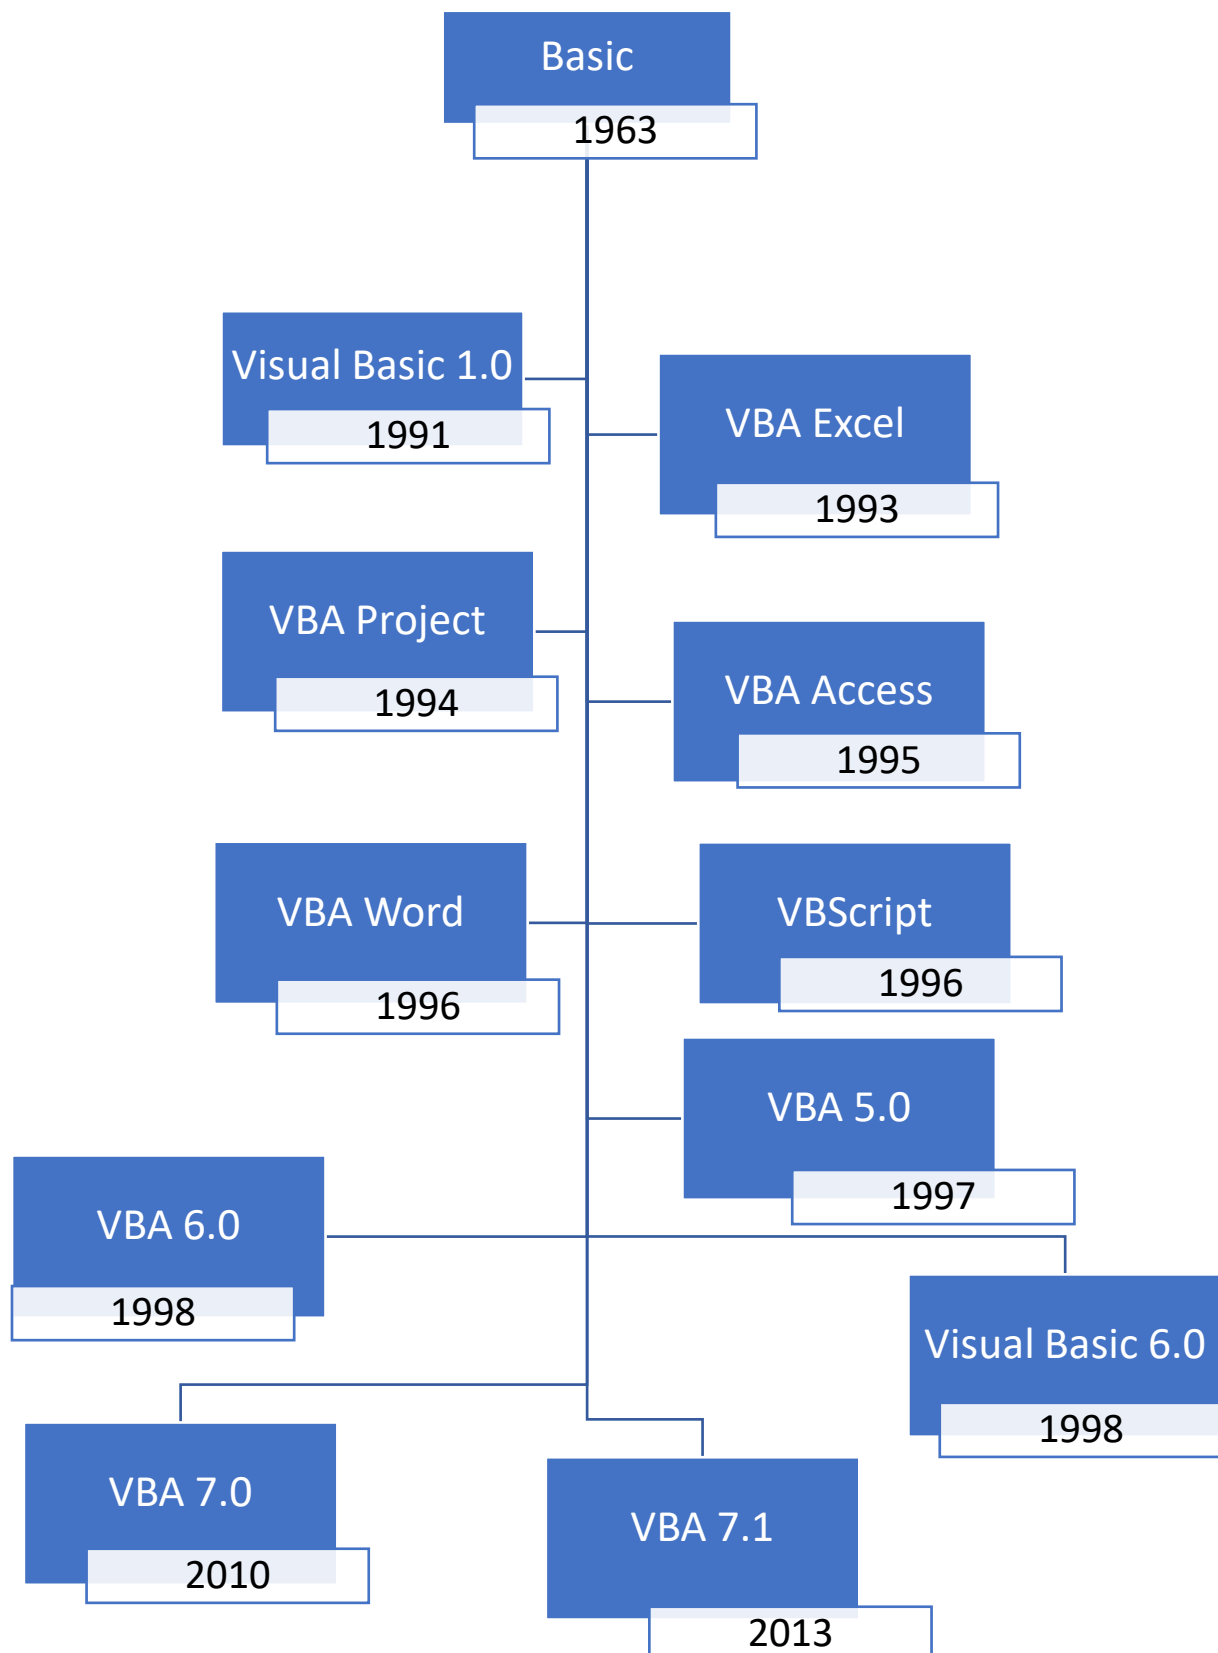 Basic
1963
Visual Basic 1.0
1991
VBA Excel
1993
VBA Project
1994
VBA Access
1995
VBA Word
1996
VBScript
1996
VBA 5.0
1997
VBA 6.0
1998
Visual Basic 6.0
1998
VBA 7.0
2010
VBA 7.1
2013